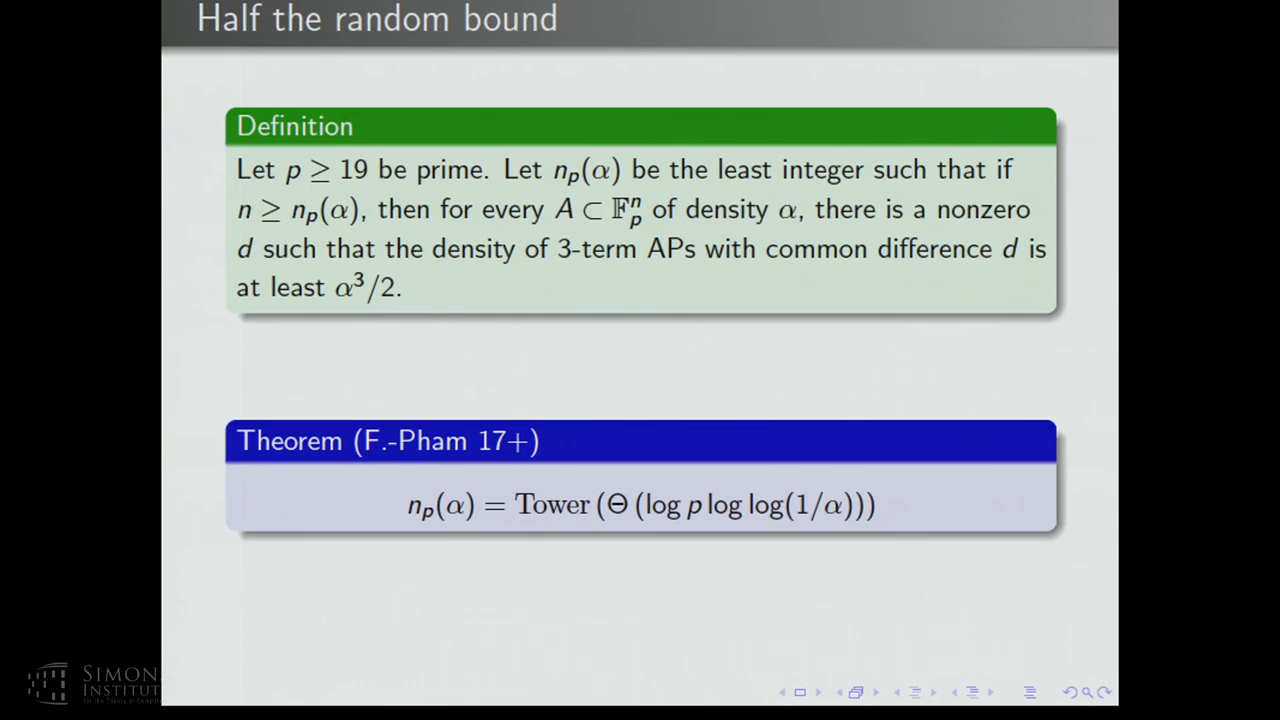 Half the random bound
Definition
Let p ≥ 19 be prime. Let n_p(α) be the least integer such that if
n ≥ n_p(α), then for every A ⊂ 𝔽_p^n of density α, there is a nonzero
d such that the density of 3-term APs with common difference d is
at least α³/2.
Theorem (F.-Pham 17+)
n_p(α) = Tower (Θ (log p log log(1/α)))
SIMON
INSTITUT